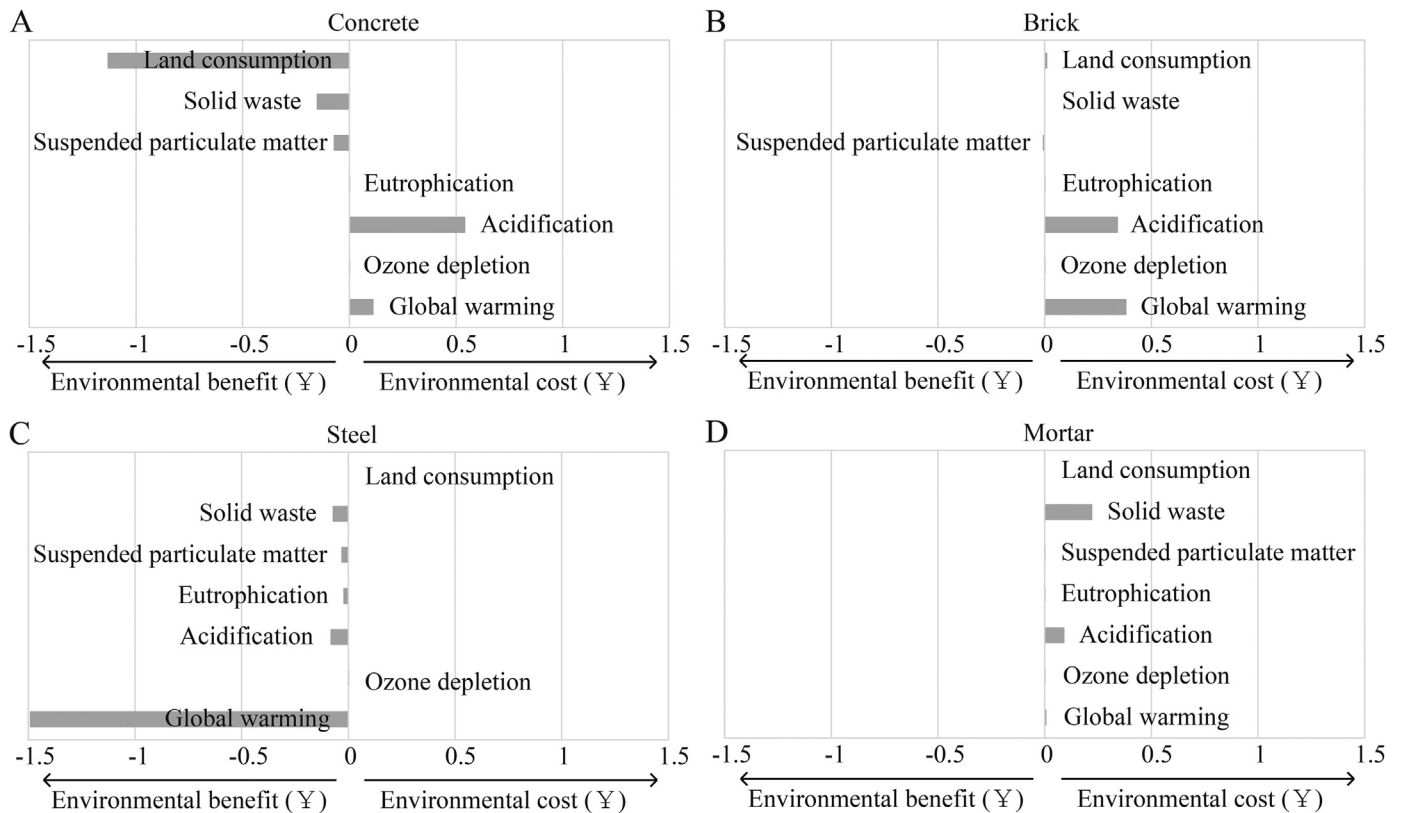 A
Concrete
Land consumption
Solid waste
Suspended particulate matter
Eutrophication
Acidification
Ozone depletion
Global warming
-1.5 -1 -0.5 0 0.5 1 1.5
Environmental benefit (￥) Environmental cost (￥)
B
Brick
Land consumption
Solid waste
Suspended particulate matter
Eutrophication
Acidification
Ozone depletion
Global warming
-1.5 -1 -0.5 0 0.5 1 1.5
Environmental benefit (￥) Environmental cost (￥)
C
Steel
Land consumption
Solid waste
Suspended particulate matter
Eutrophication
Acidification
Ozone depletion
Global warming
-1.5 -1 -0.5 0 0.5 1 1.5
Environmental benefit (￥) Environmental cost (￥)
D
Mortar
Land consumption
Solid waste
Suspended particulate matter
Eutrophication
Acidification
Ozone depletion
Global warming
-1.5 -1 -0.5 0 0.5 1 1.5
Environmental benefit (￥) Environmental cost (￥)